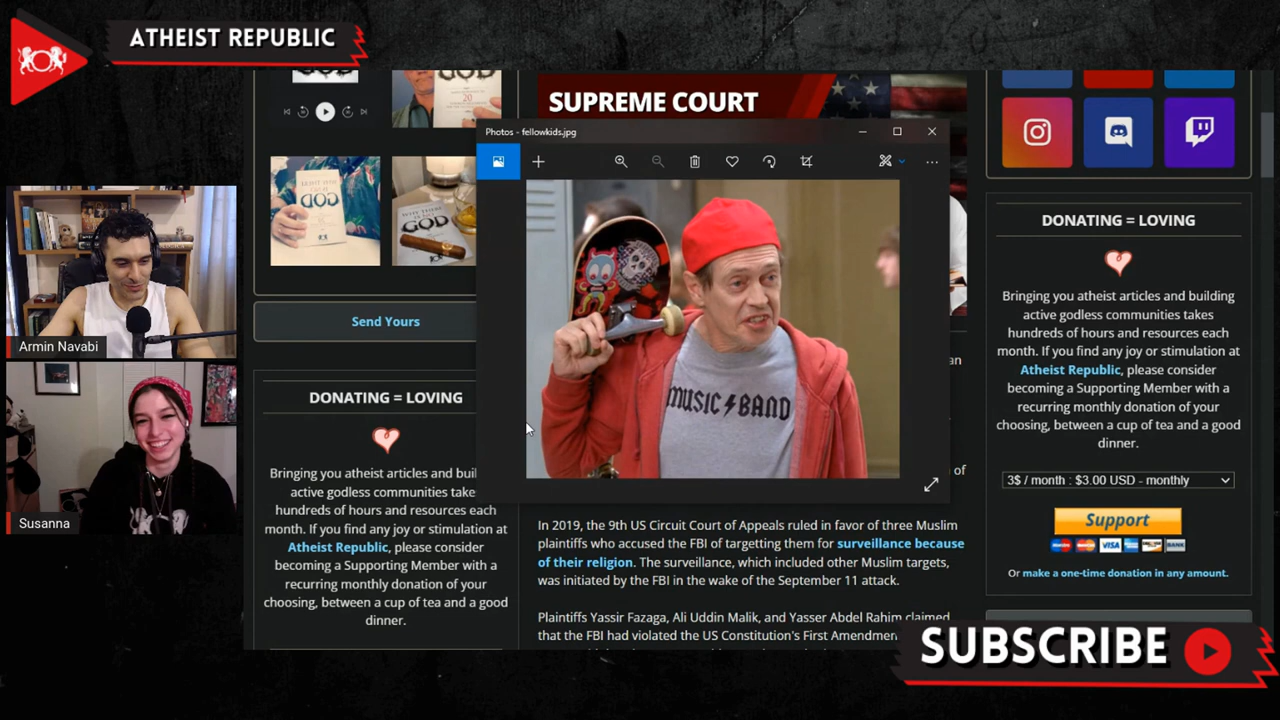 ATHEIST REPUBLIC
SUPREME COURT
Photos - fellowkids.jpg
MUSIC BAND
GOD
GOD
GOD
GOD
Send Yours
DONATING = LOVING
Bringing you atheist articles and buil
active godless communities take
hundreds of hours and resources each
month. If you find any joy or stimulation at
Atheist Republic, please consider
becoming a Supporting Member with a
recurring monthly donation of your
choosing, between a cup of tea and a good
dinner.
Armin Navabi
Susanna
an
of
In 2019, the 9th US Circuit Court of Appeals ruled in favor of three Muslim
plaintiffs who accused the FBI of targetting them for surveillance because
of their religion. The surveillance, which included other Muslim targets,
was initiated by the FBI in the wake of the September 11 attack.
Plaintiffs Yassir Fazaga, Ali Uddin Malik, and Yasser Abdel Rahim claimed
that the FBI had violated the US Constitution's First Amendmen
DONATING = LOVING
Bringing you atheist articles and building
active godless communities takes
hundreds of hours and resources each
month. If you find any joy or stimulation at
Atheist Republic, please consider
becoming a Supporting Member with a
recurring monthly donation of your
choosing, between a cup of tea and a good
dinner.
3$ / month : $3.00 USD - monthly
Support
VISA
BANK
Or make a one-time donation in any amount.
SUBSCRIBE